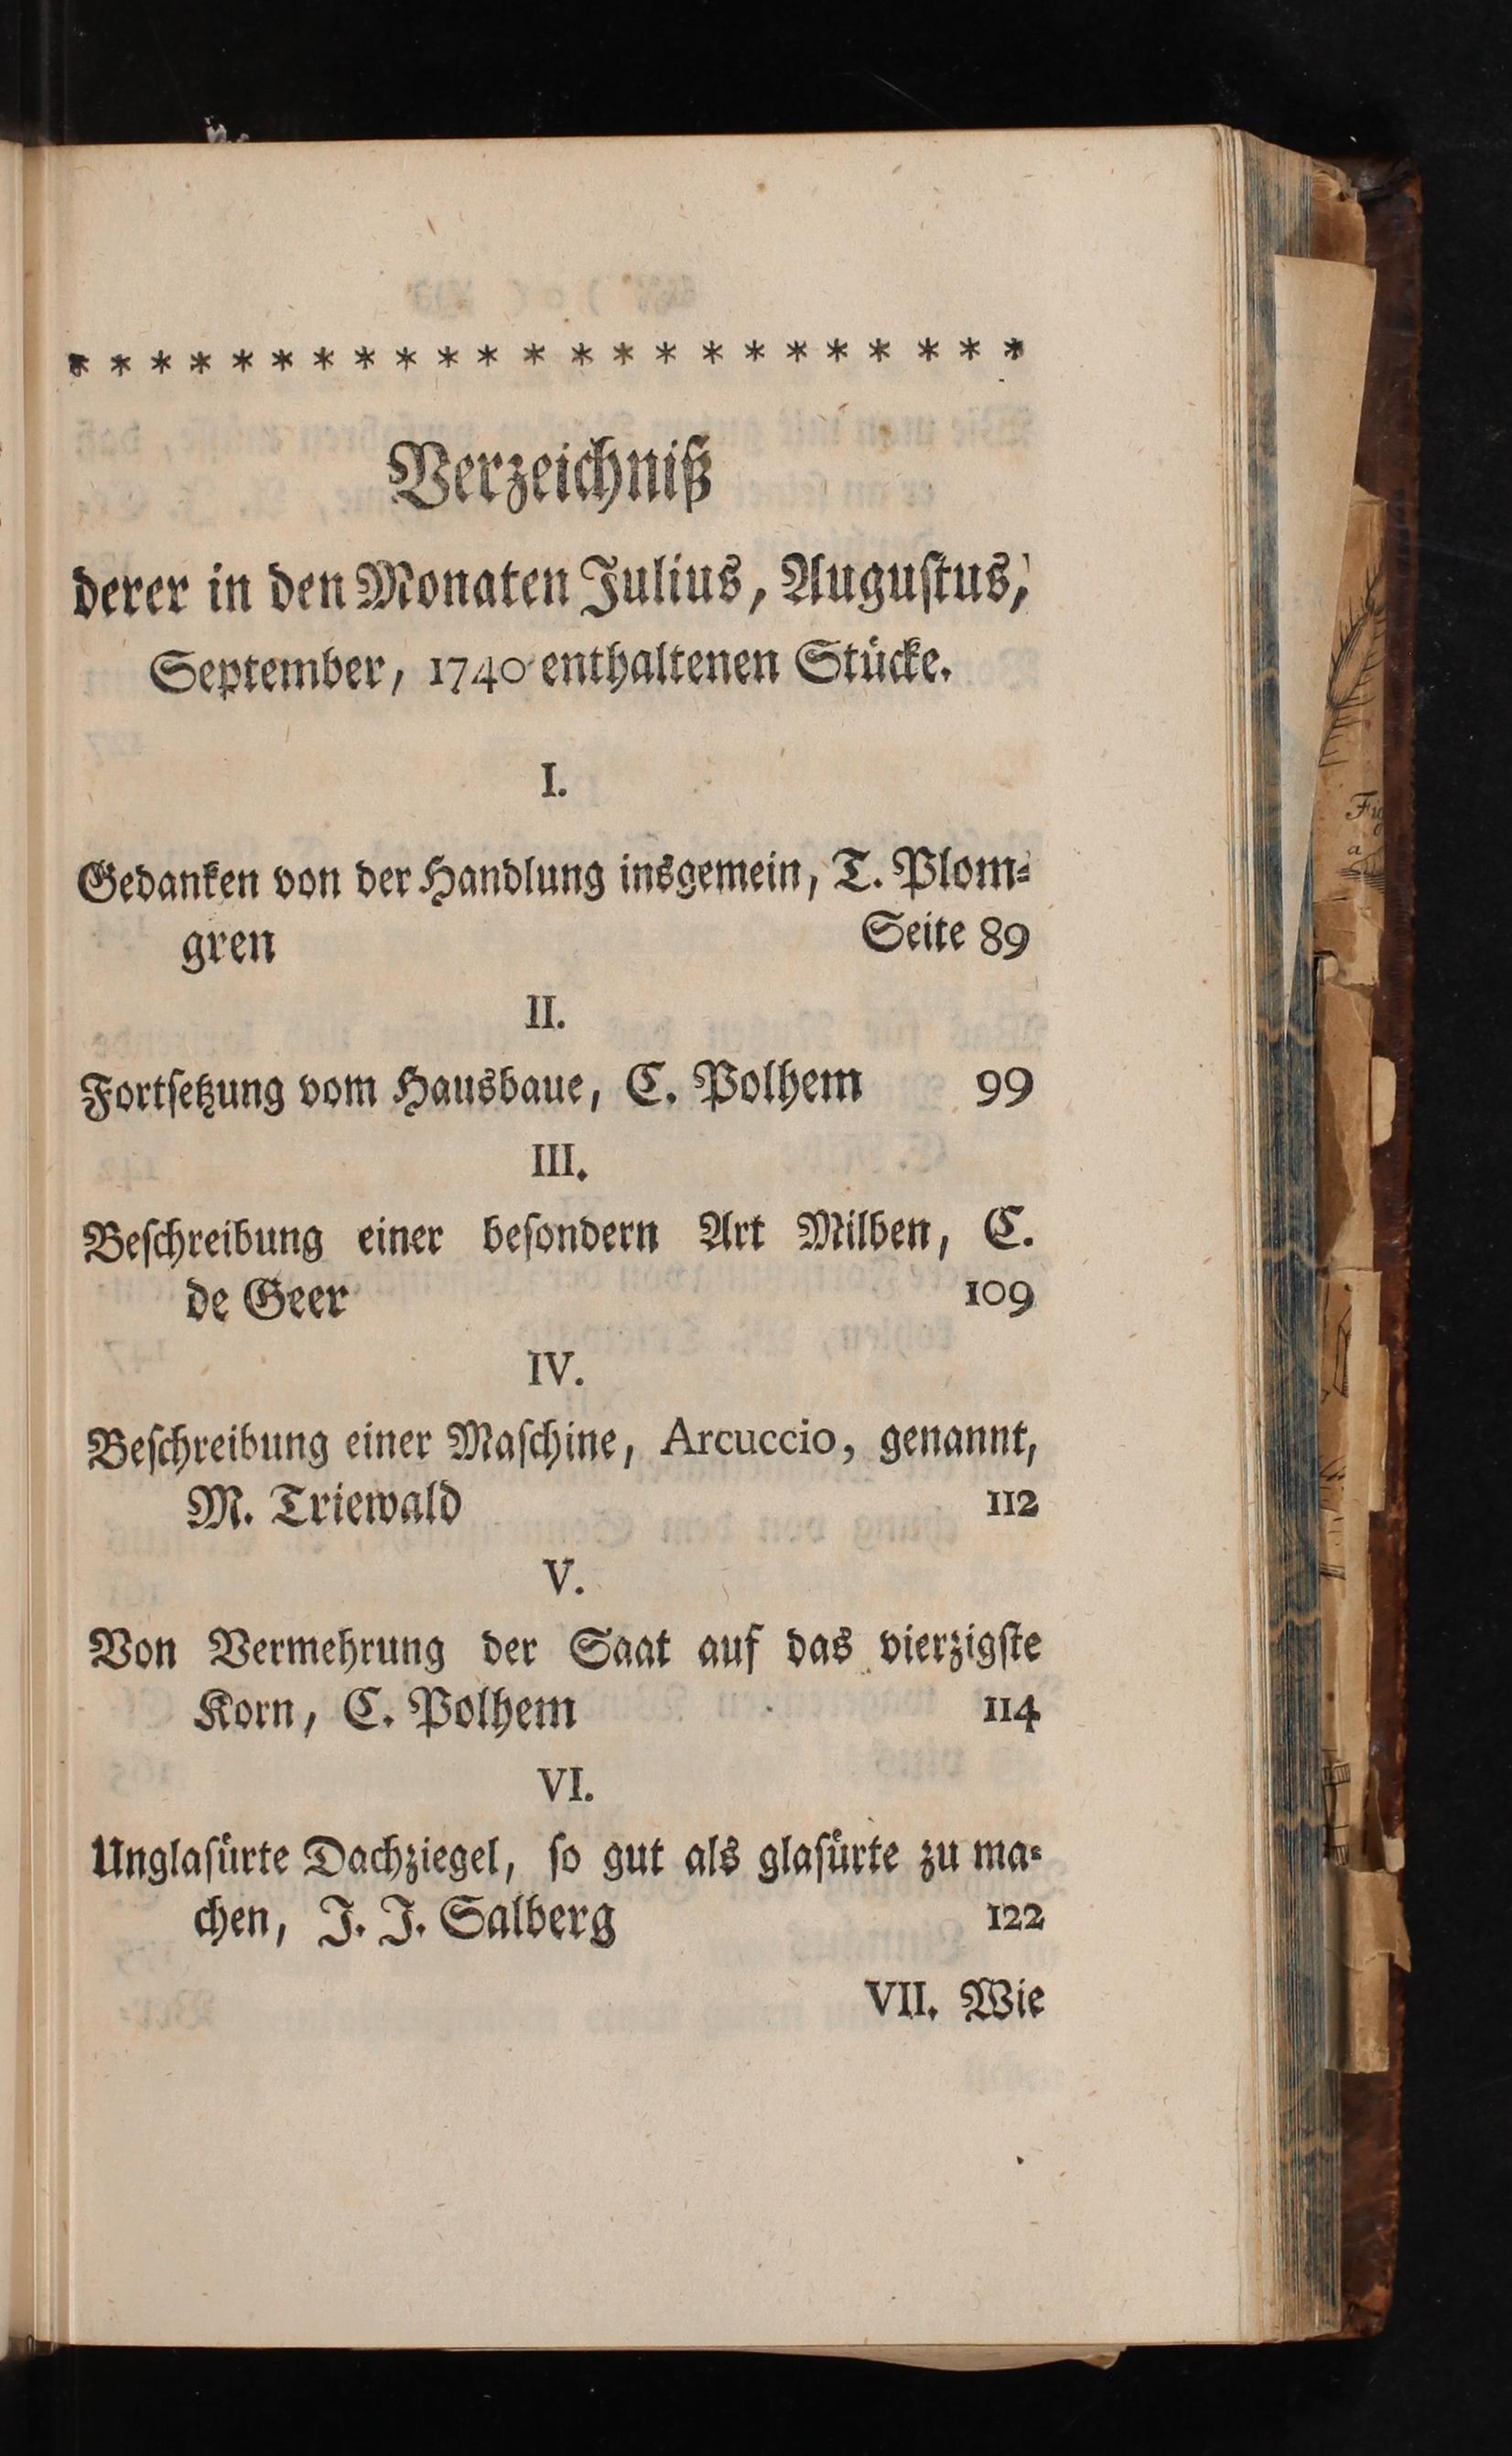 * * * * * * * * * * * * * * * * * * * * * * *
Verzeichniß
derer in den Monaten Julius, Augustus,
September, 1740 enthaltenen Stücke.
I.
Gedanken von der Handlung insgemein, T. Plom-
gren Seite 89
II.
Fortsetzung vom Hausbaue, C. Polhem 99
III.
Beschreibung einer besondern Art Milben, C.
de Geer 109
IV.
Beschreibung einer Maschine, Arcuccio, genannt,
M. Triewald 112
V.
Von Vermehrung der Saat auf das vierzigste
Korn, C. Polhem 114
VI.
Unglasürte Dachziegel, so gut als glasürte zu ma-
chen, J. J. Salberg 122
VII. Wie